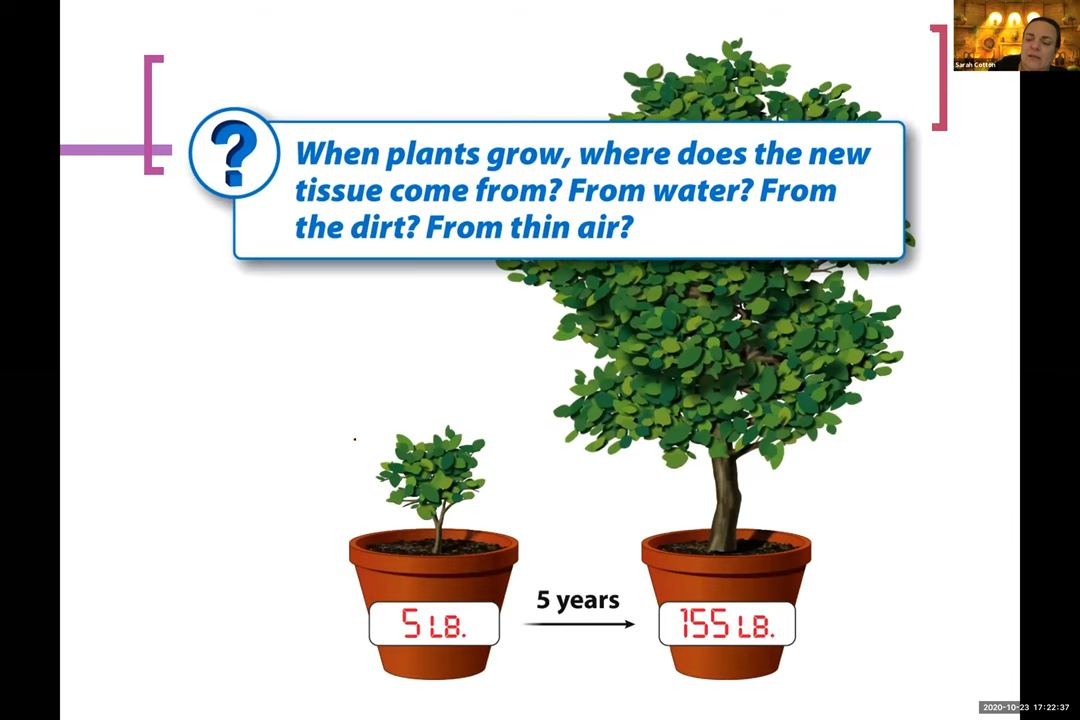 Sarah Cotton
?
When plants grow, where does the new
tissue come from? From water? From
the dirt? From thin air?
5 years
5 LB.
155 LB.
2020-10-23 17:22:37